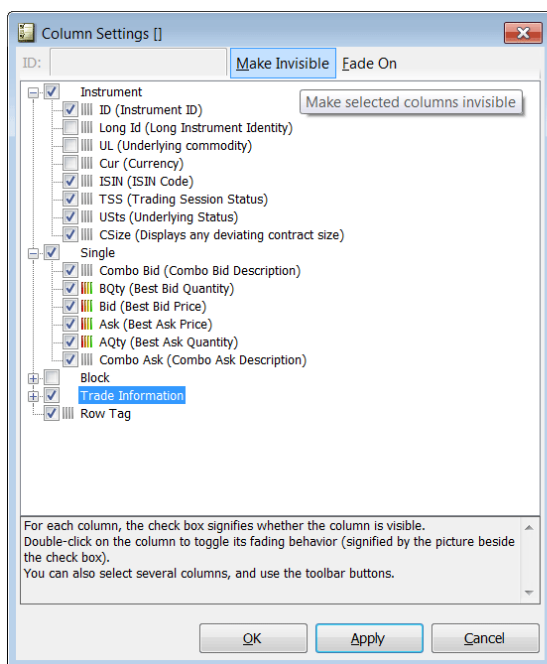 Column Settings []
ID:
Make Invisible
Fade On
Make selected columns invisible
Instrument
ID (Instrument ID)
Long Id (Long Instrument Identity)
UL (Underlying commodity)
Cur (Currency)
ISIN (ISIN Code)
TSS (Trading Session Status)
USts (Underlying Status)
CSize (Displays any deviating contract size)
Single
Combo Bid (Combo Bid Description)
BQty (Best Bid Quantity)
Bid (Best Bid Price)
Ask (Best Ask Price)
AQty (Best Ask Quantity)
Combo Ask (Combo Ask Description)
Block
Trade Information
Row Tag
For each column, the check box signifies whether the column is visible.
Double-click on the column to toggle its fading behavior (signified by the picture beside
the check box).
You can also select several columns, and use the toolbar buttons.
OK
Apply
Cancel